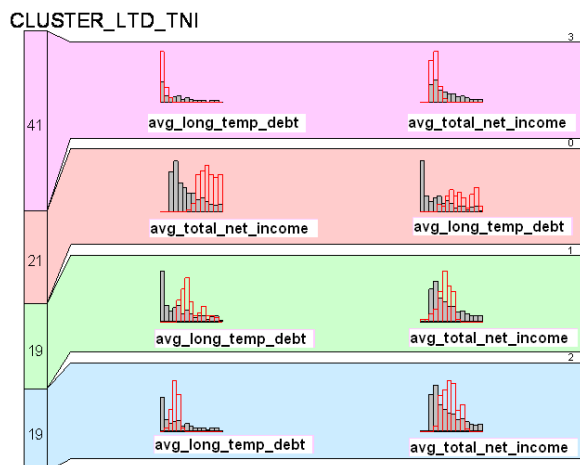 CLUSTER_LTD_TNI
3
41
avg_long_temp_debt avg_total_net_income
0
21
avg_total_net_income avg_long_temp_debt
1
19
avg_long_temp_debt avg_total_net_income
2
19
avg_long_temp_debt avg_total_net_income